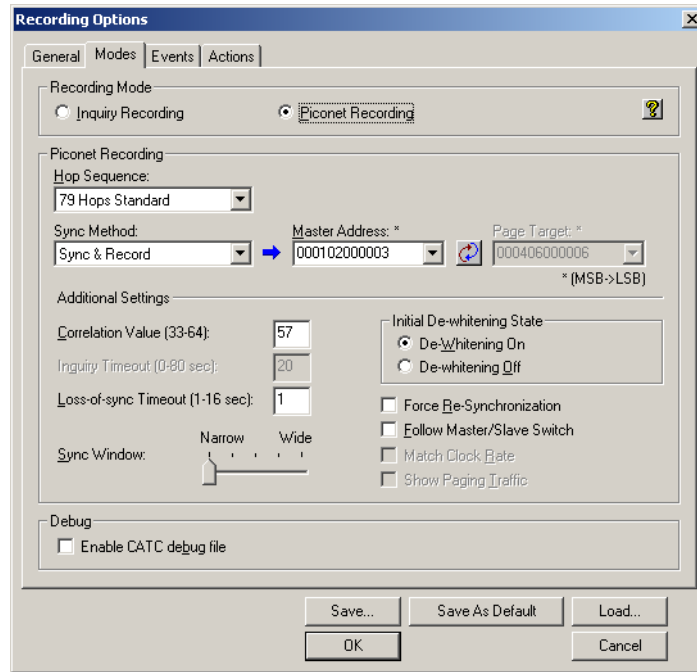 Recording Options
General Modes Events Actions
Recording Mode
Inquiry Recording Piconet Recording
Piconet Recording
Hop Sequence:
79 Hops Standard
Sync Method: Master Address: * Page Target: *
Sync & Record 000102000003 000406000006
* (MSB->LSB)
Additional Settings
Correlation Value (33-64): 57
Initial De-whitening State
De-Whitening On
Inquiry Timeout (0-80 sec): 20
De-whitening Off
Loss-of-sync Timeout (1-16 sec): 1
Force Re-Synchronization
Follow Master/Slave Switch
Narrow Wide
Sync Window:
Match Clock Rate
Show Paging Traffic
Debug
Enable CATC debug file
Save... Save As Default Load...
OK Cancel